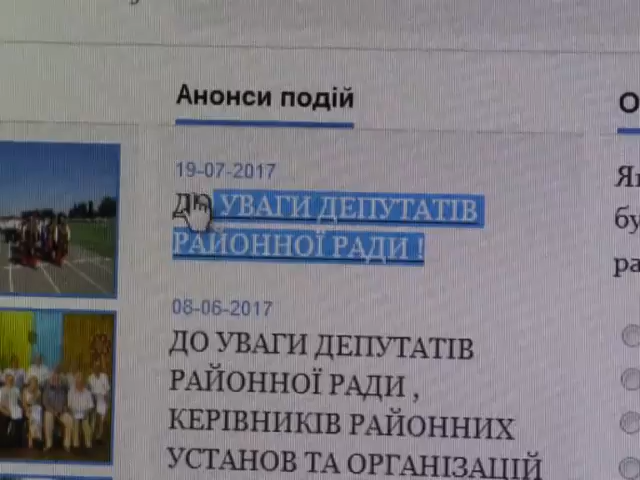 Анонси подій
19-07-2017
ДО УВАГИ ДЕПУТАТІВ
РАЙОННОЇ РАДИ !
08-06-2017
ДО УВАГИ ДЕПУТАТІВ
РАЙОННОЇ РАДИ ,
КЕРІВНИКІВ РАЙОННИХ
УСТАНОВ ТА ОРГАНІЗАЦІЙ